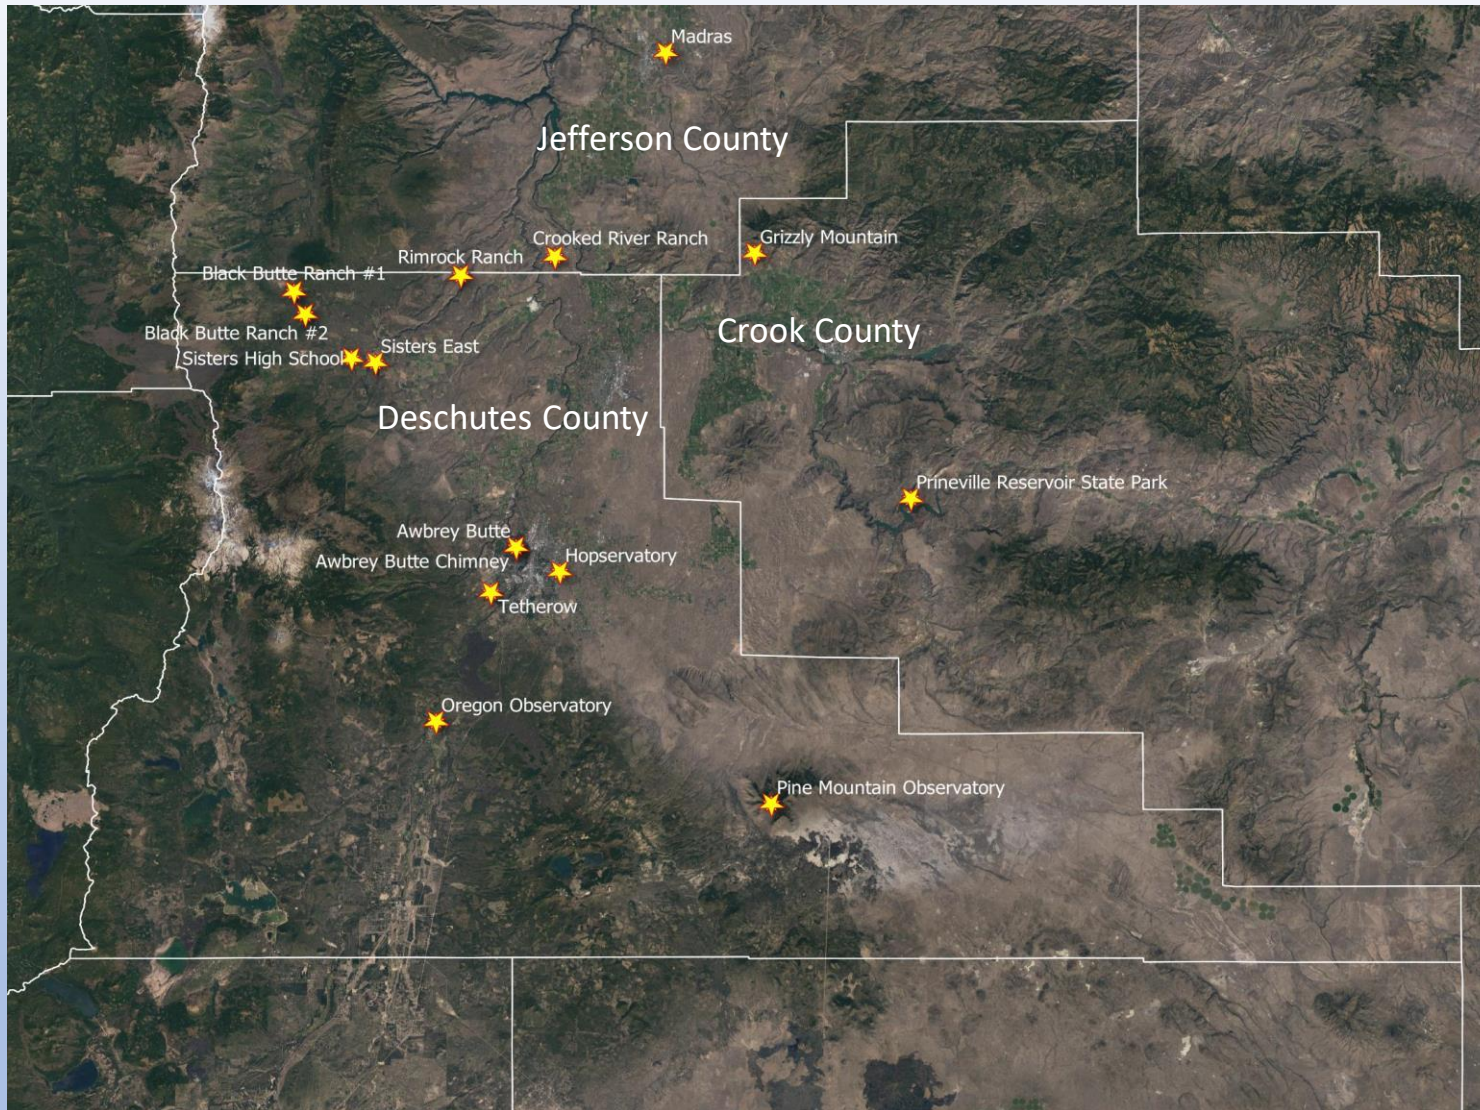 Madras
Jefferson County
Crooked River Ranch
Grizzly Mountain
Rimrock Ranch
Black Butte Ranch #1
Black Butte Ranch #2
Crook County
Sisters East
Sisters High School
Deschutes County
Prineville Reservoir State Park
Awbrey Butte
Hopservatory
Awbrey Butte Chimney
Tetherow
Oregon Observatory
Pine Mountain Observatory